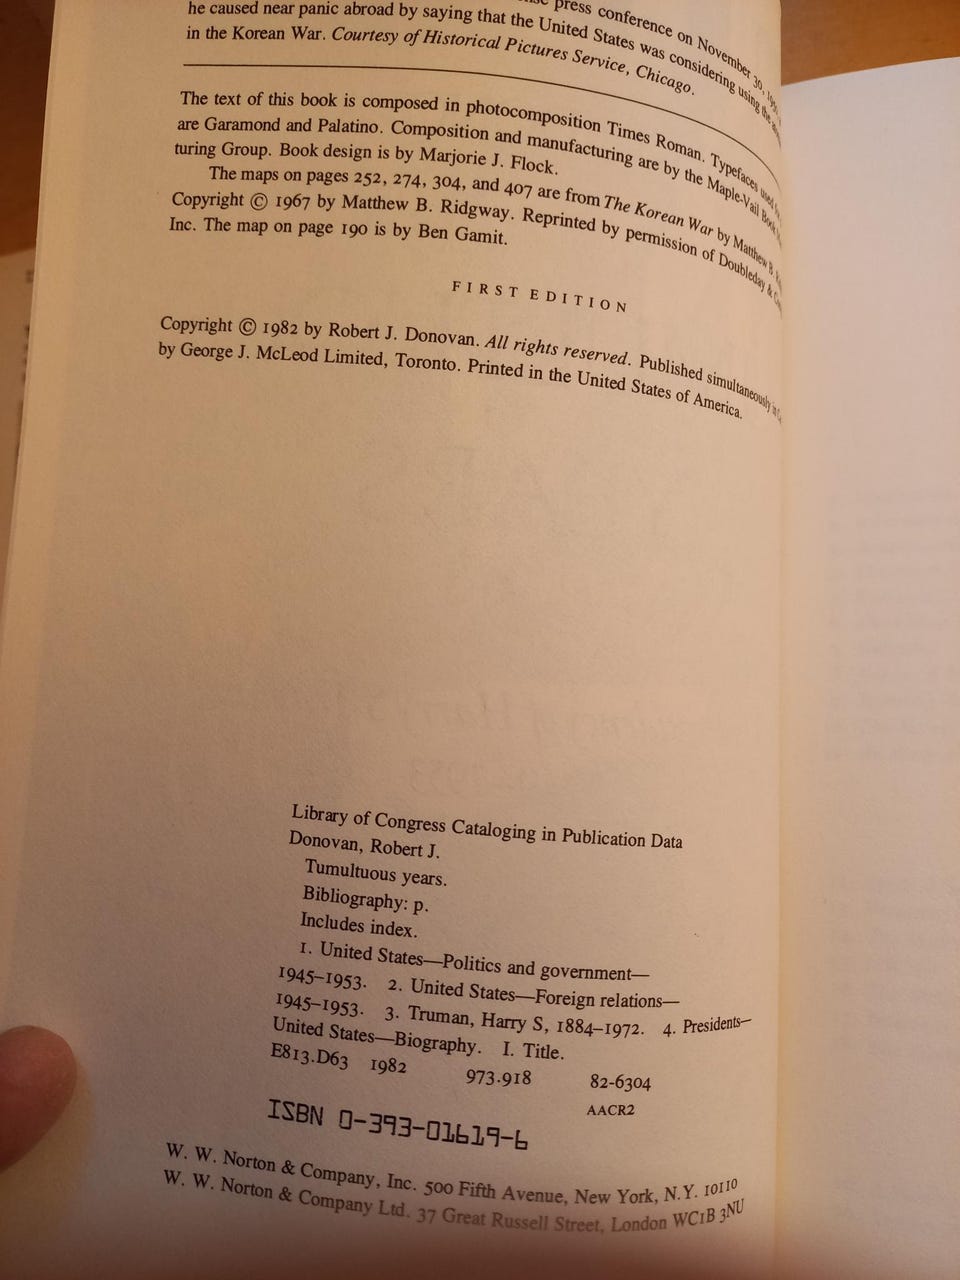 press conference on November 30,
he caused near panic abroad by saying that the United States was considering using the
in the Korean War. Courtesy of Historical Pictures Service, Chicago.
The text of this book is composed in photocomposition Times Roman. Typefaces used
are Garamond and Palatino. Composition and manufacturing are by the Maple-Vail Book
turing Group. Book design is by Marjorie J. Flock.
The maps on pages 252, 274, 304, and 407 are from The Korean War by Matthew B.
Copyright © 1967 by Matthew B. Ridgway. Reprinted by permission of Doubleday &
Inc. The map on page 190 is by Ben Gamit.
FIRST EDITION
Copyright © 1982 by Robert J. Donovan. All rights reserved. Published simultaneously in
by George J. McLeod Limited, Toronto. Printed in the United States of America.
Library of Congress Cataloging in Publication Data
Donovan, Robert J.
Tumultuous years.
Bibliography: p.
Includes index.
1. United States—Politics and government—
1945–1953. 2. United States—Foreign relations—
1945–1953. 3. Truman, Harry S, 1884–1972. 4. Presidents—
United States—Biography. I. Title.
E813.D63 1982 973.918 82-6304
AACR2
ISBN 0-393-01619-6
W. W. Norton & Company, Inc. 500 Fifth Avenue, New York, N.Y. 10110
W. W. Norton & Company Ltd. 37 Great Russell Street, London WC1B 3NU